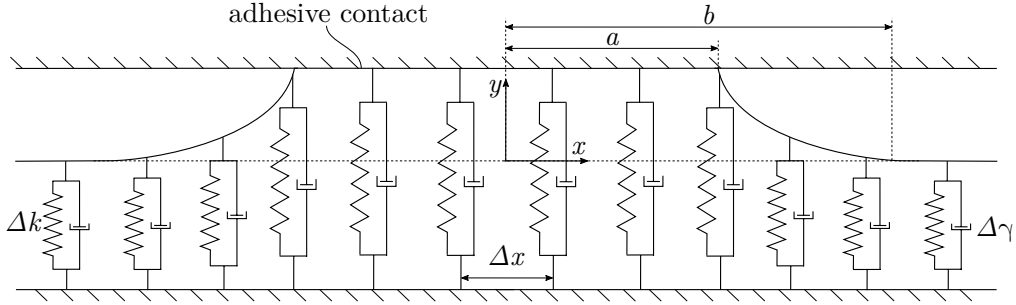 adhesive contact
b
a
y
x
Δk
Δx
Δγ